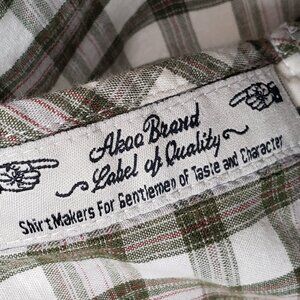 Akoo Brand
Label of Quality
Shirt Makers For Gentlemen of Taste and Character